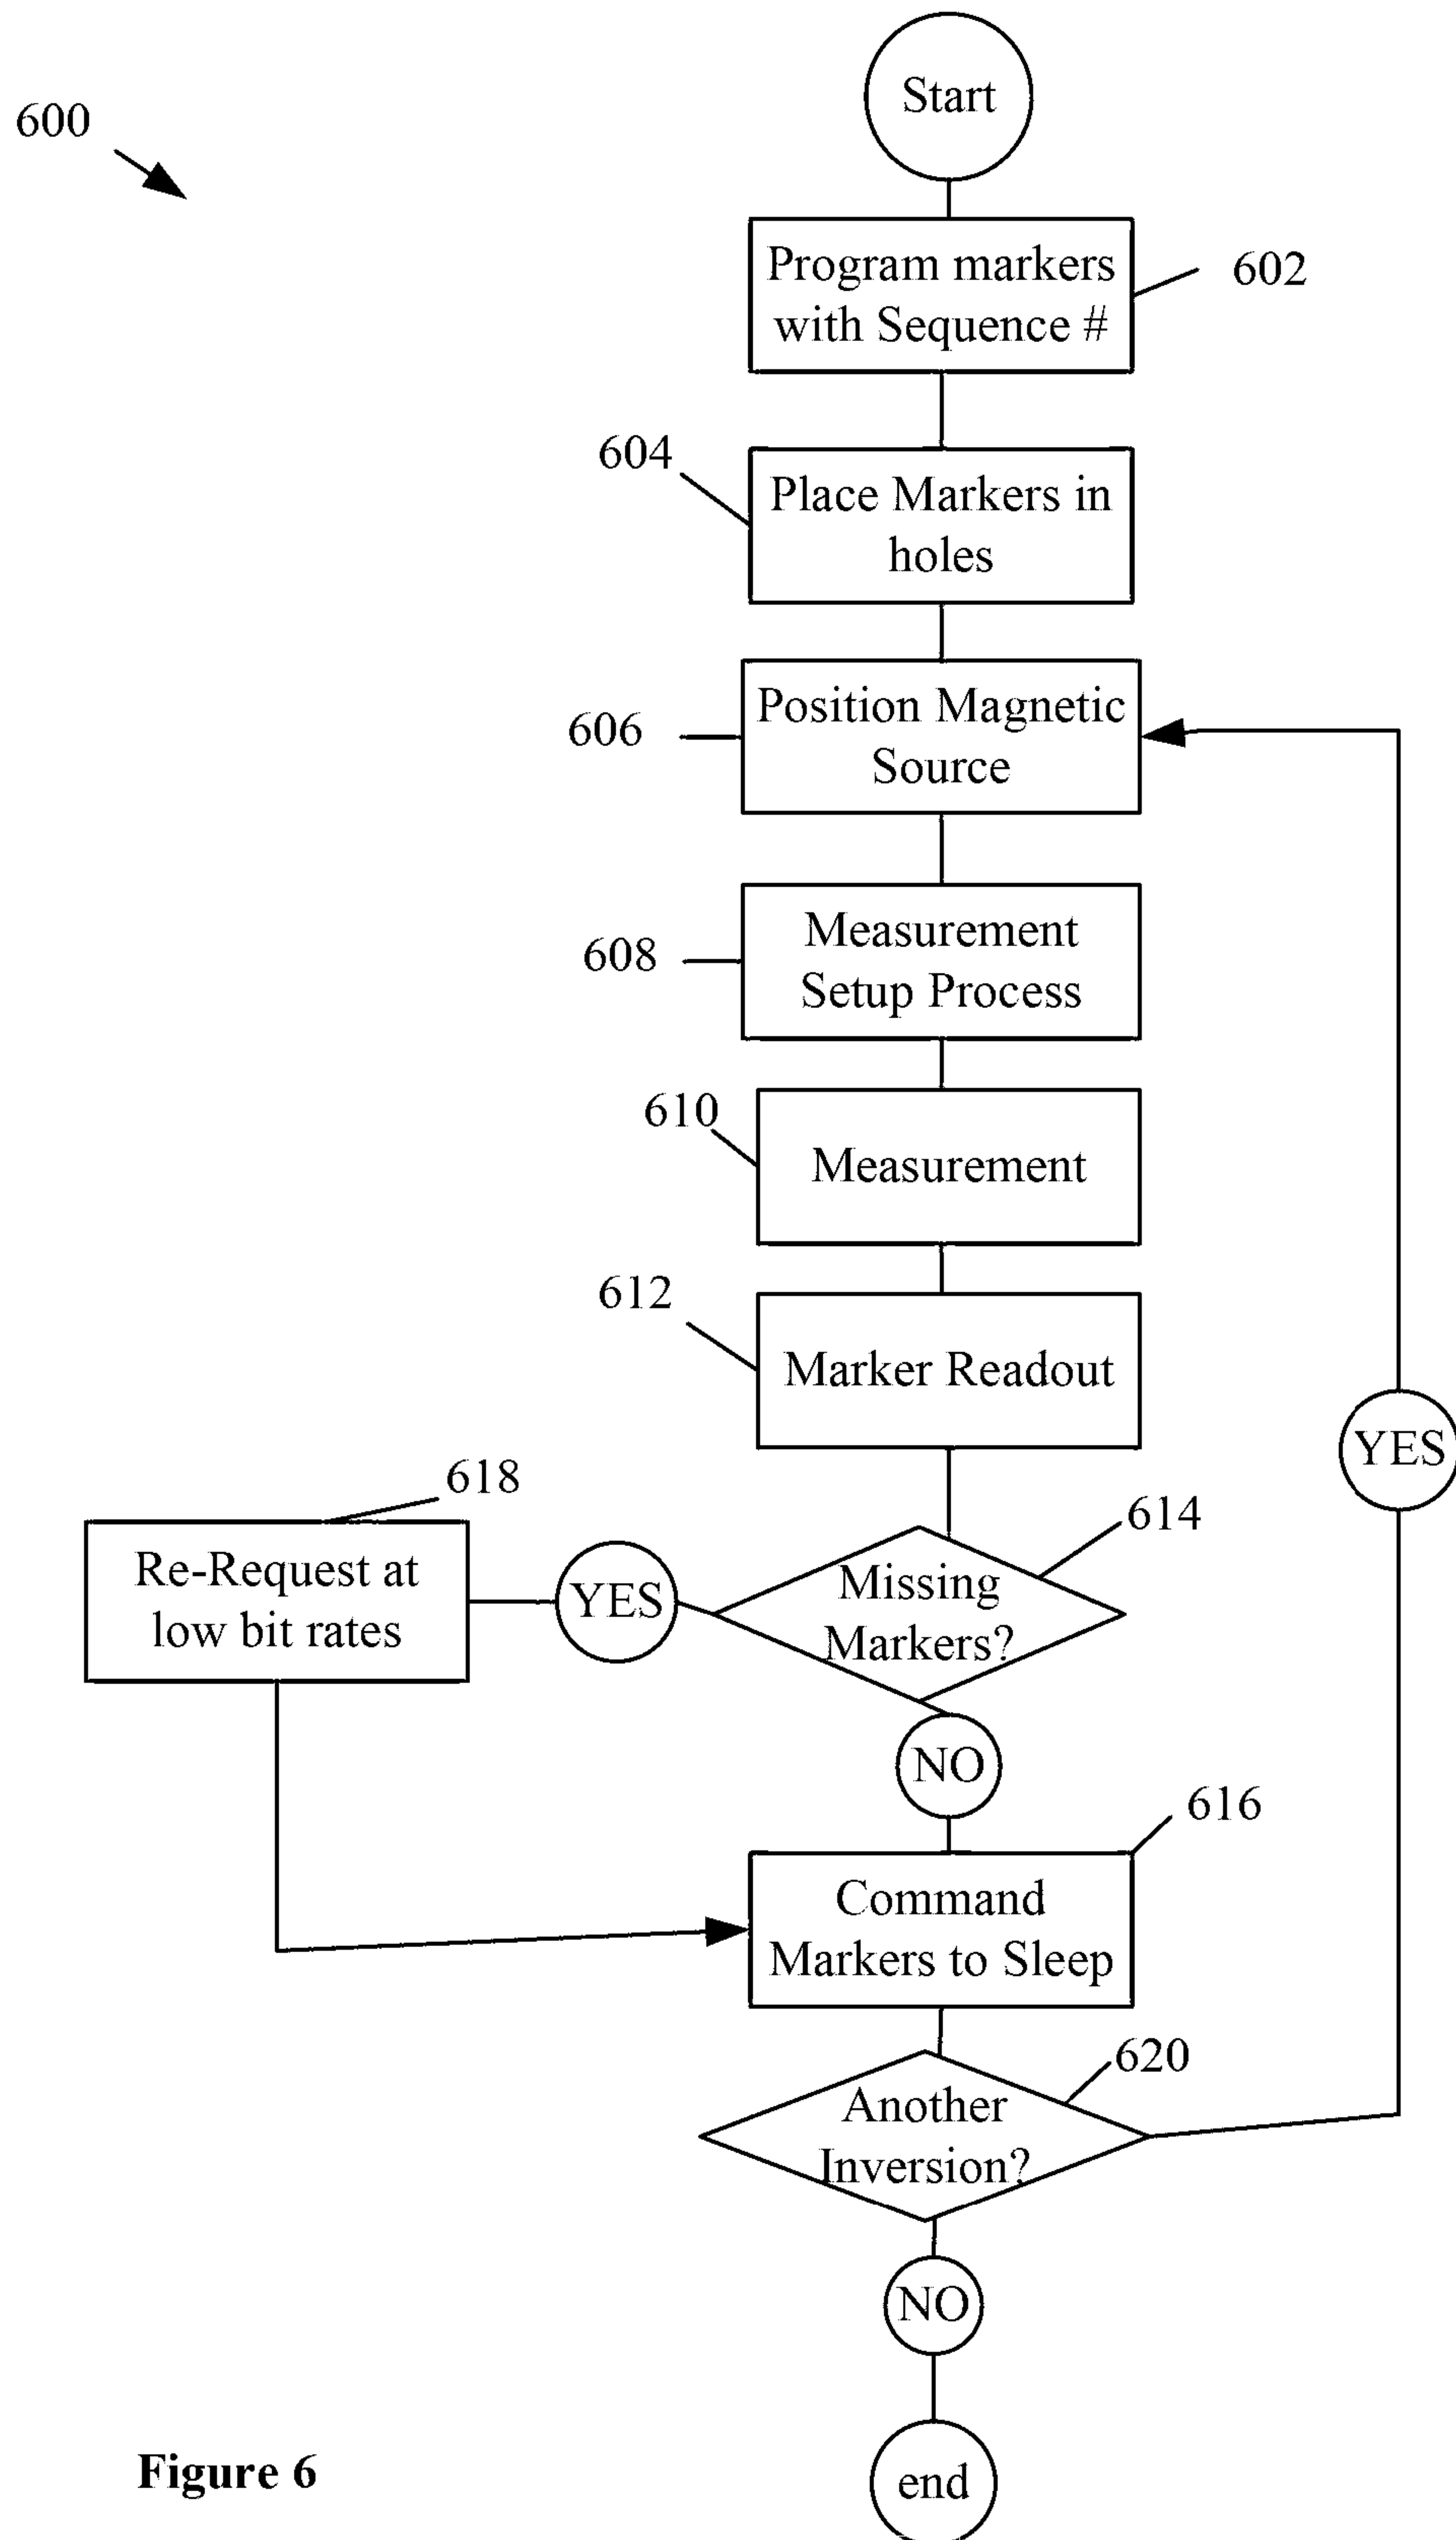 Start
600
Program markers
with Sequence #
602
604
Place Markers in
holes
606
Position Magnetic
Source
608
Measurement
Setup Process
610
Measurement
612
Marker Readout
YES
618
614
Re-Request at
low bit rates
YES
Missing
Markers?
NO
616
Command
Markers to Sleep
620
Another
Inversion?
NO
Figure 6
end